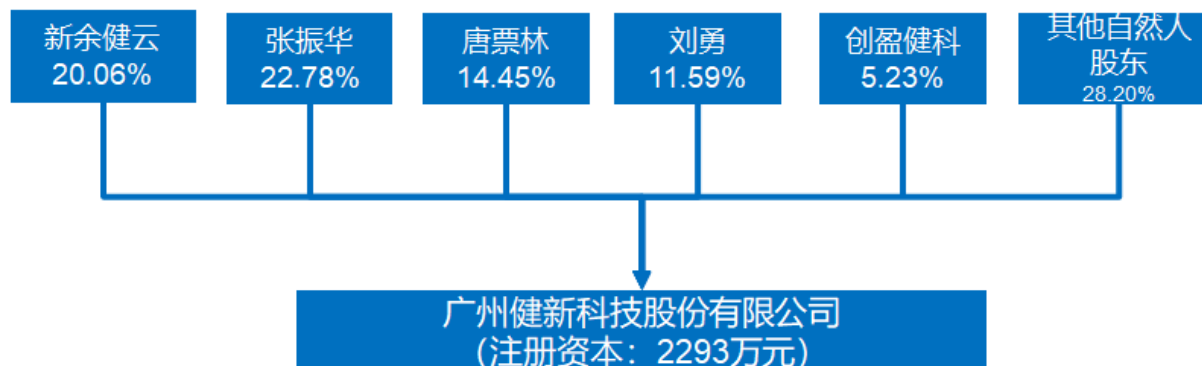 新余健云
20.06%
张振华
22.78%
唐票林
14.45%
刘勇
11.59%
创盈健科
5.23%
其他自然人
股东
28.20%
广州健新科技股份有限公司
（注册资本：2293万元）